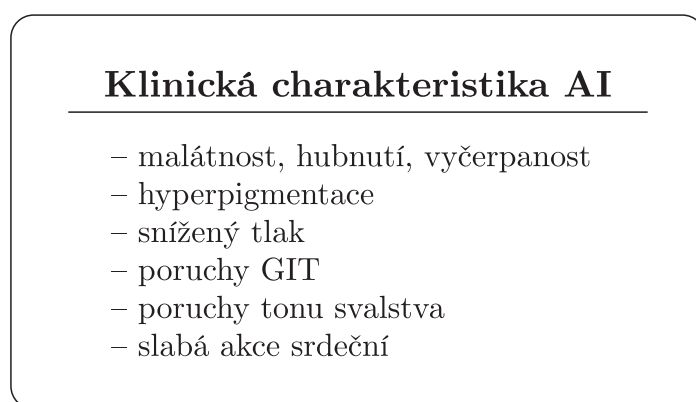 Klinická charakteristika AI
– malátnost, hubnutí, vyčerpanost
– hyperpigmentace
– snížený tlak
– poruchy GIT
– poruchy tonu svalstva
– slabá akce srdeční